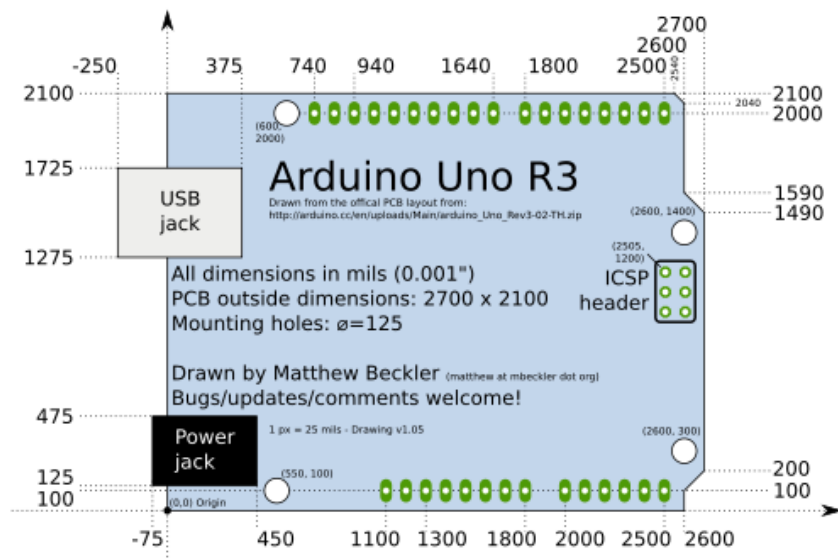 2700
2600
2540
-250 375 740 940 1640 1800 2500
2100 2100
2040
(600,
2000)
2000
Arduino Uno R3
1725
USB
jack
Drawn from the offical PCB layout from:
http://arduino.cc/en/uploads/Main/arduino_Uno_Rev3-02-TH.zip
(2600, 1400)
1590
1490
1275
(2505,
1200)
ICSP
header
All dimensions in mils (0.001")
PCB outside dimensions: 2700 x 2100
Mounting holes: ø=125
Drawn by Matthew Beckler (matthew at mbeckler dot org)
Bugs/updates/comments welcome!
475
Power
jack
1 px = 25 mils - Drawing v1.05
(2600, 300)
125
100
(550, 100)
200
100
(0,0) Origin
-75 450 1100 1300 1800 2000 2500 2600